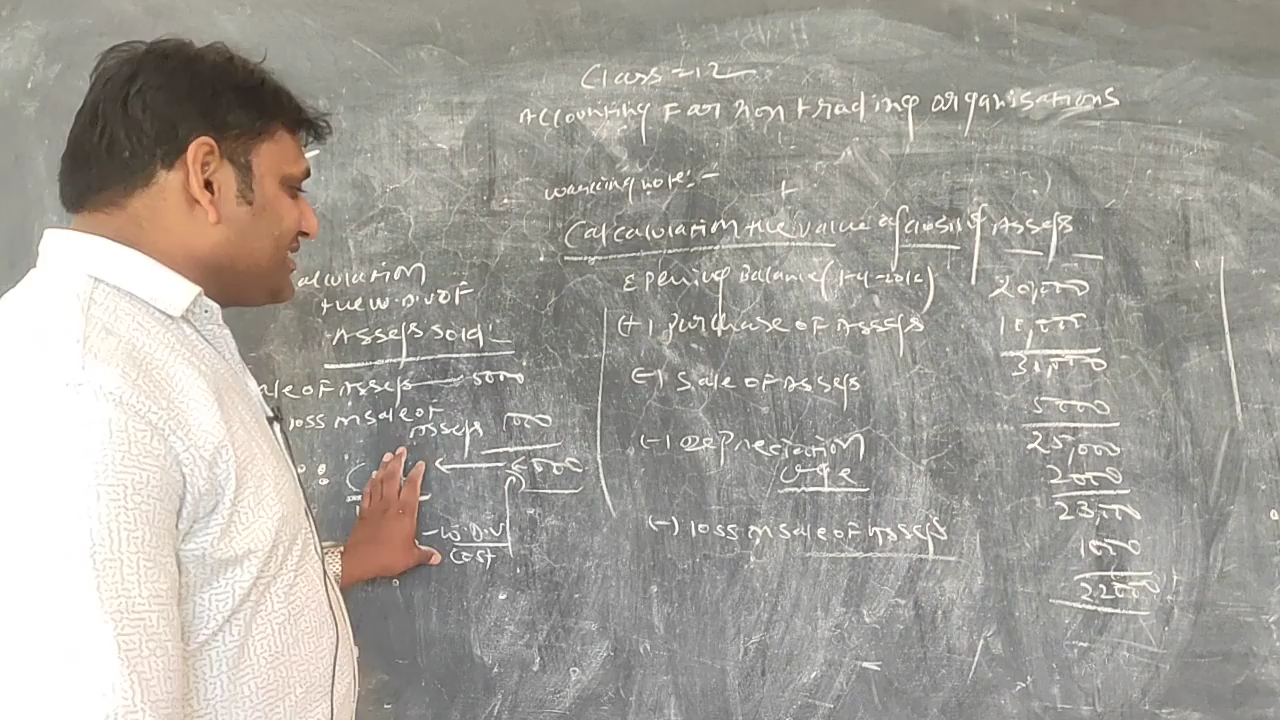 Class-12
Accounting For non trading organisations
working note:-
Calculation the value of closing Assets
Opening Balance (1-4-2012)
20,000
(+) purchase of Assets
10,000
30,000
(-) Sale of Assets
5000
25,000
(-) Depreciation
2000
23,000
(-) loss on sale of Assets
1000
22000
alculation
the W.D.V of
Assets sold:
ale of Assets 5000
loss on sale of
Assets 1000
W.D.V
Cost